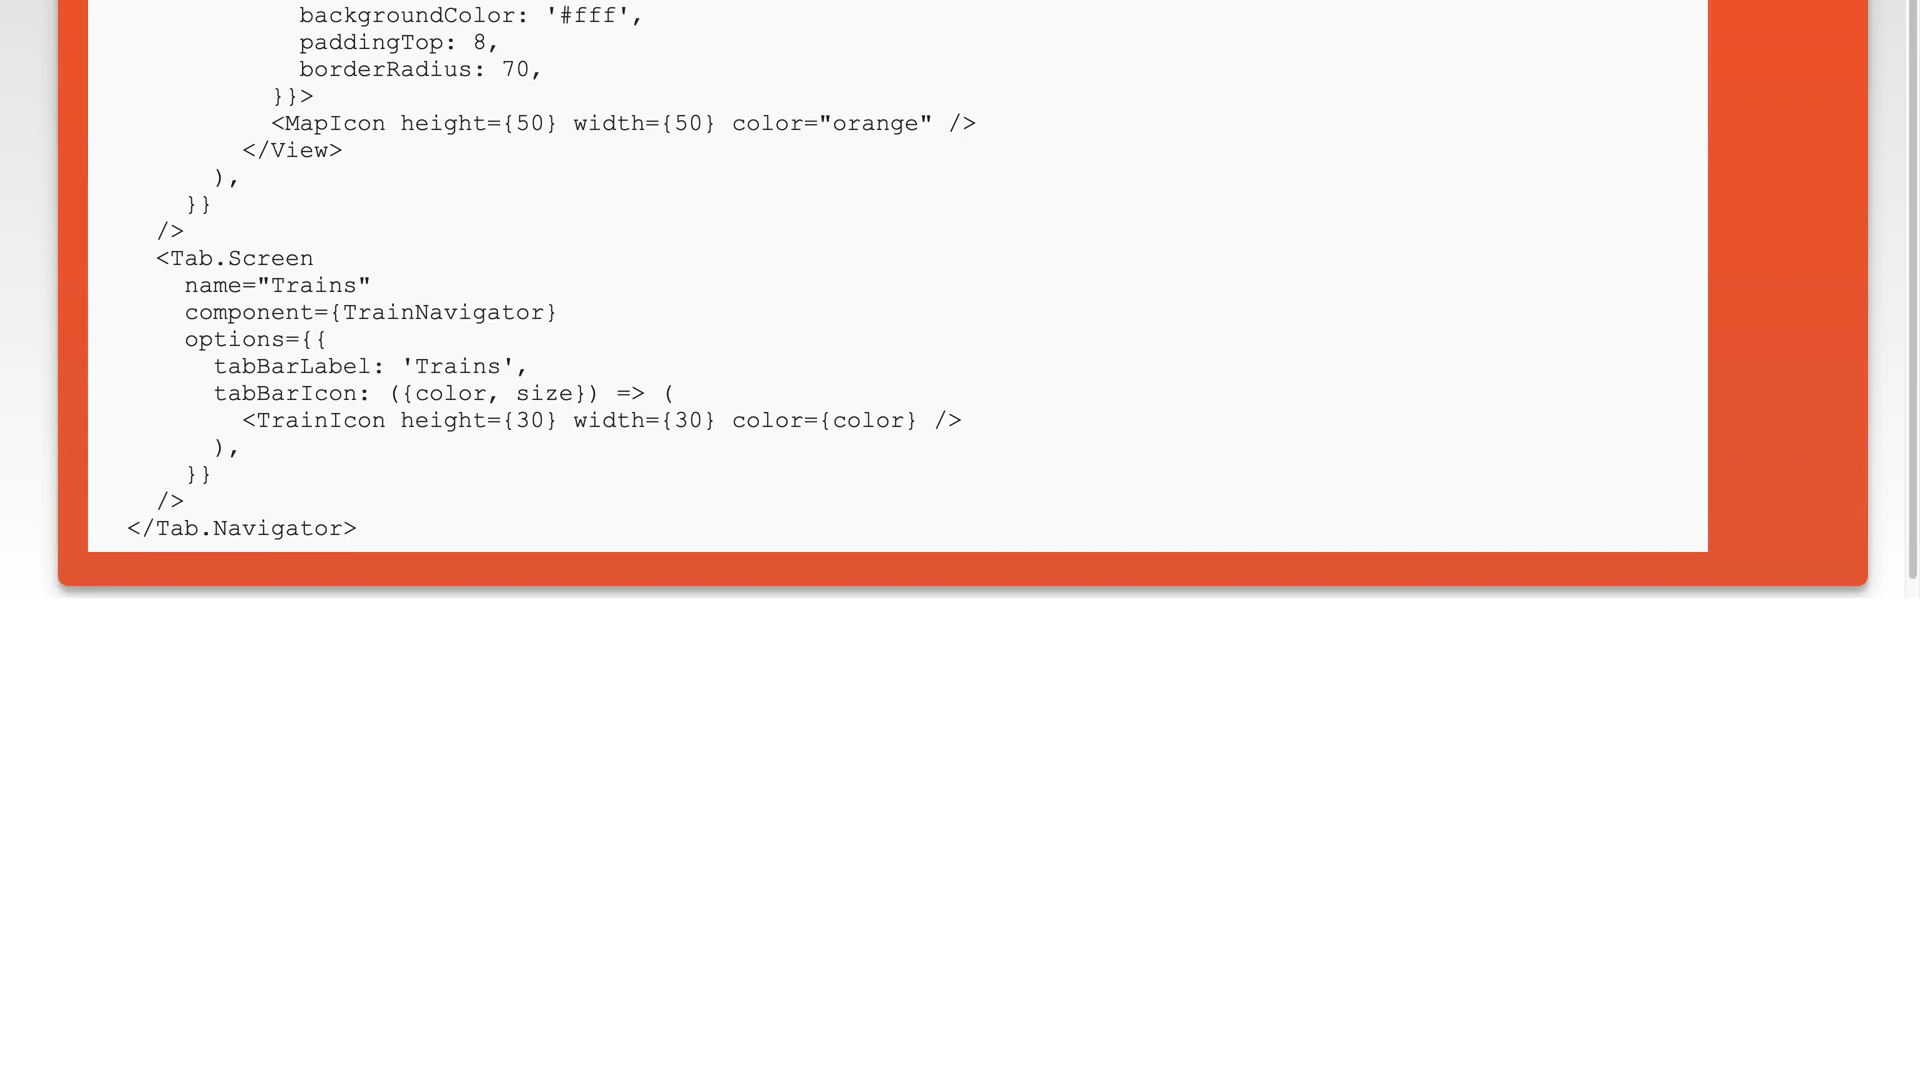 backgroundColor: '#fff',
paddingTop: 8,
borderRadius: 70,
}}>
<MapIcon height={50} width={50} color="orange" />
</View>
),
}}
/>
<Tab.Screen
name="Trains"
component={TrainNavigator}
options={{
tabBarLabel: 'Trains',
tabBarIcon: ({color, size}) => (
<TrainIcon height={30} width={30} color={color} />
),
}}
/>
</Tab.Navigator>